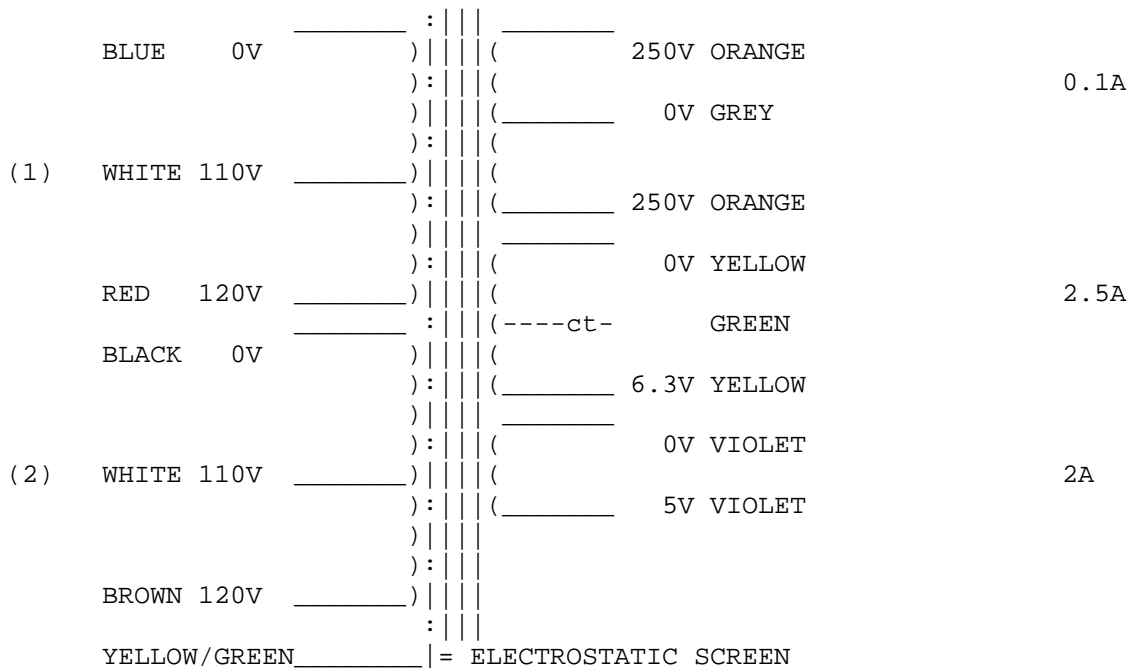 BLUE 0V 250V ORANGE
0.1A
0V GREY
(1) WHITE 110V
250V ORANGE
0V YELLOW
RED 120V 2.5A
ct GREEN
BLACK 0V
6.3V YELLOW
0V VIOLET
(2) WHITE 110V 2A
5V VIOLET
BROWN 120V
YELLOW/GREEN = ELECTROSTATIC SCREEN